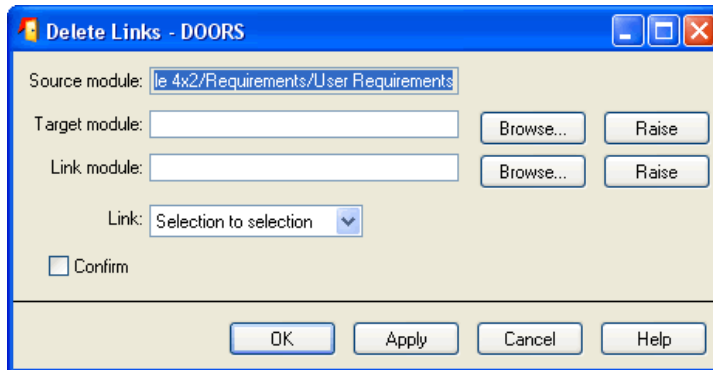 Delete Links - DOORS
Source module: le 4x2/Requirements/User Requirements
Target module: Browse... Raise
Link module: Browse... Raise
Link: Selection to selection
Confirm
OK Apply Cancel Help